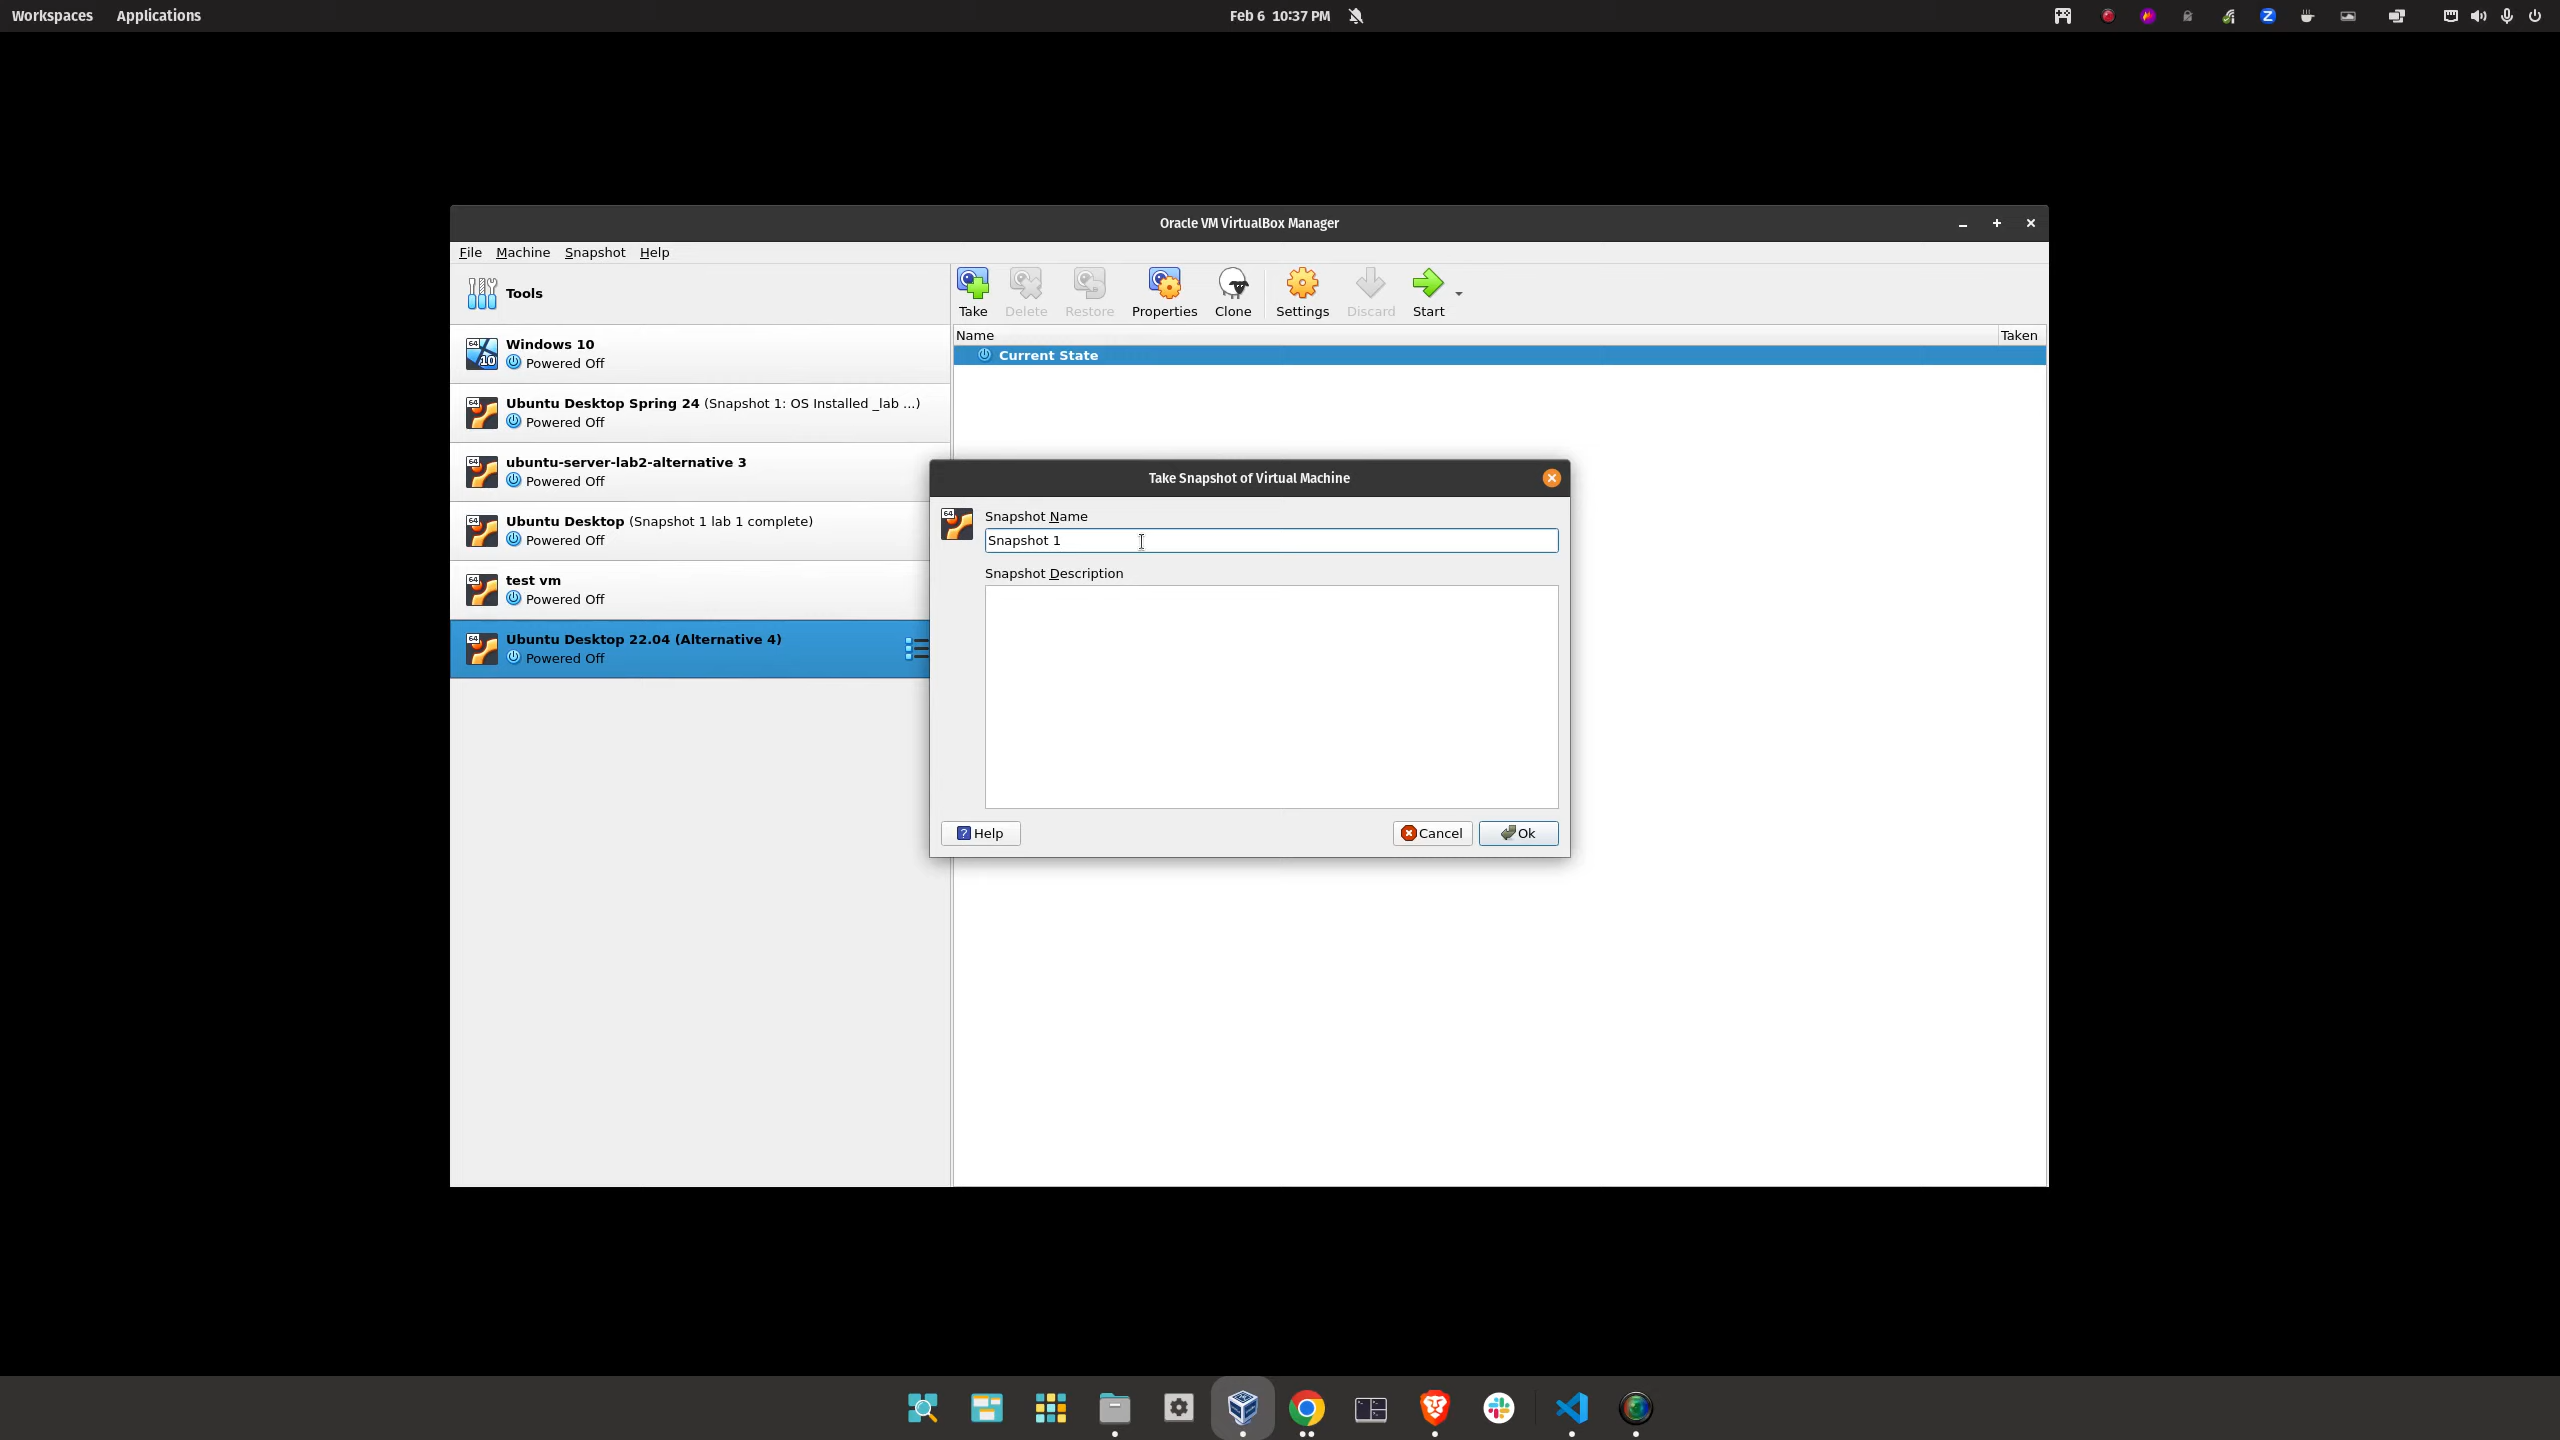 Workspaces Applications Feb 6 10:37 PM
Oracle VM VirtualBox Manager
File Machine Snapshot Help
Tools
Take Delete Restore Properties Clone Settings Discard Start
Name Taken
Current State
Windows 10
Powered Off
Ubuntu Desktop Spring 24 (Snapshot 1: OS Installed _lab ...)
Powered Off
ubuntu-server-lab2-alternative 3
Powered Off
Ubuntu Desktop (Snapshot 1 lab 1 complete)
Powered Off
test vm
Powered Off
Ubuntu Desktop 22.04 (Alternative 4)
Powered Off
Take Snapshot of Virtual Machine
Snapshot Name
Snapshot 1
Snapshot Description
Help Cancel Ok